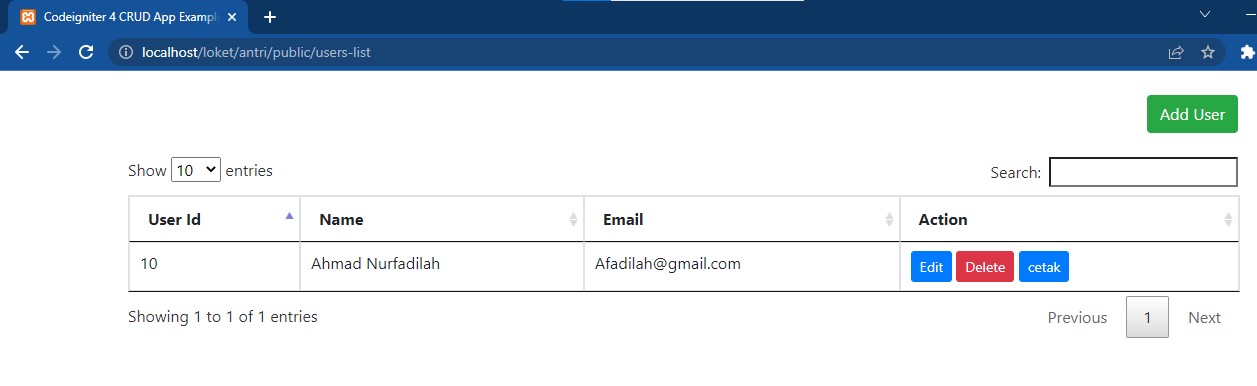 Codeigniter 4 CRUD App Exampl
localhost/loket/antri/public/users-list
Add User
Show 10 entries
Search:
User Id Name Email Action
10 Ahmad Nurfadilah Afadilah@gmail.com Edit Delete cetak
Showing 1 to 1 of 1 entries
Previous 1 Next